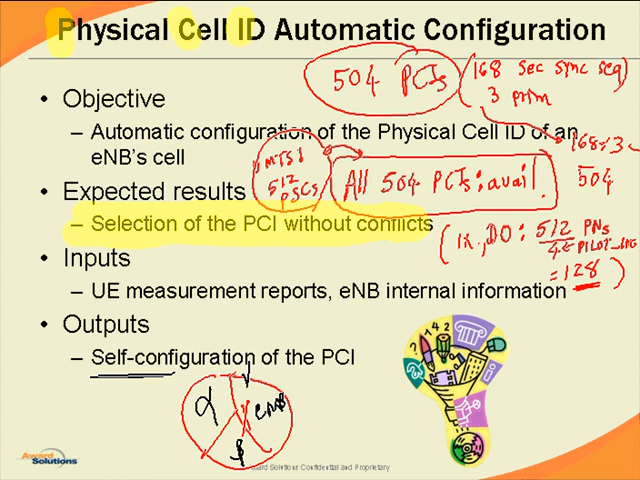 Physical Cell ID Automatic Configuration
504 PCIs
168 sec sync seq
3 prim
• Objective
– Automatic configuration of the Physical Cell ID of an
eNB's cell
168 × 3
504
UMTS
512
PSCs
All 504 PCIs: avail.
• Expected results
– Selection of the PCI without conflicts
1x, DO: 512 PNs
4
= 128
• Inputs
– UE measurement reports, eNB internal information
• Outputs
– Self-configuration of the PCI
α
eNB
β
Award
Solutions
Award Solutions Confidential and Proprietary